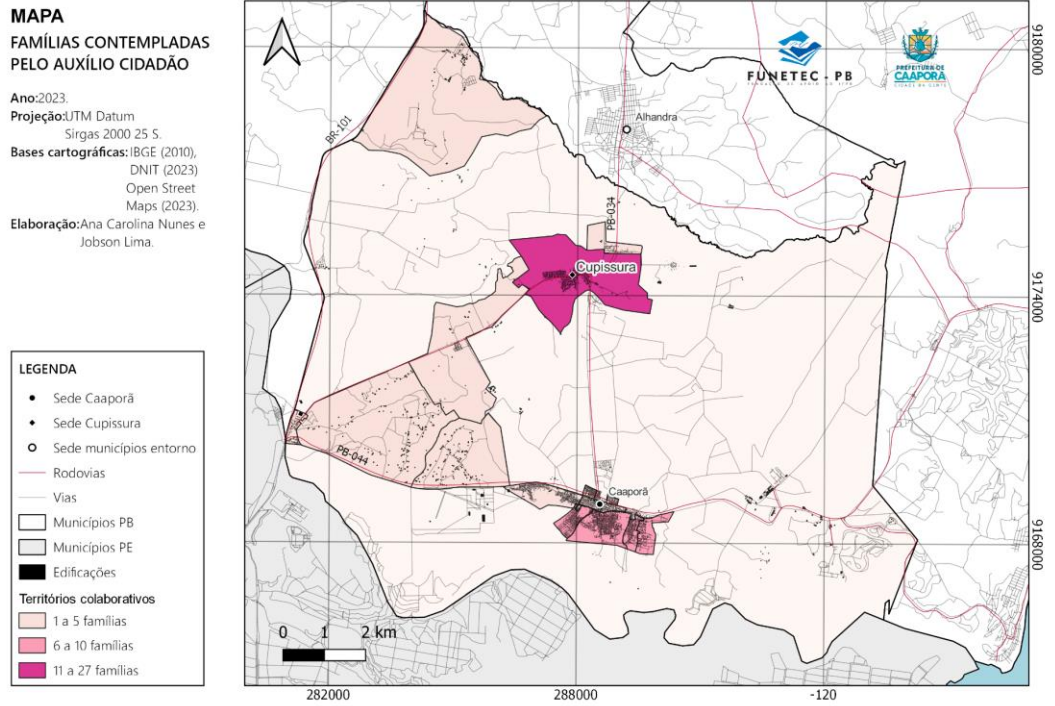 MAPA
FAMÍLIAS CONTEMPLADAS
PELO AUXÍLIO CIDADÃO
Ano:2023.
Projeção:UTM Datum
Sirgas 2000 25 S.
Bases cartográficas: IBGE (2010),
DNIT (2023)
Open Street
Maps (2023).
Elaboração:Ana Carolina Nunes e
Jobson Lima.
LEGENDA
Sede Caaporã
Sede Cupissura
Sede municípios entorno
Rodovias
Vias
Municípios PB
Municípios PE
Edificações
Territórios colaborativos
1 a 5 famílias
6 a 10 famílias
11 a 27 famílias
FUNETEC - PB
PREFEITURA DE
CAAPORÃ
BR-101
Alhandra
PB-034
Cupissura
PB-044
Caaporã
0 1 2 km
282000
288000
-120
9180000
9174000
9168000